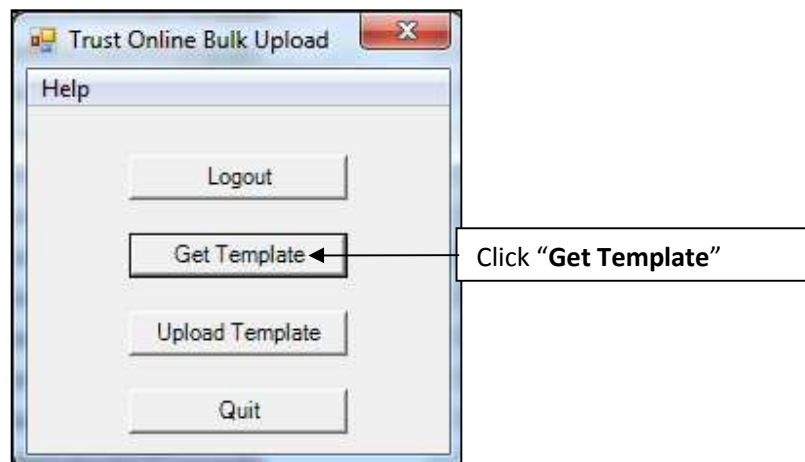 Trust Online Bulk Upload
Help
Logout
Get Template
Click “Get Template”
Upload Template
Quit